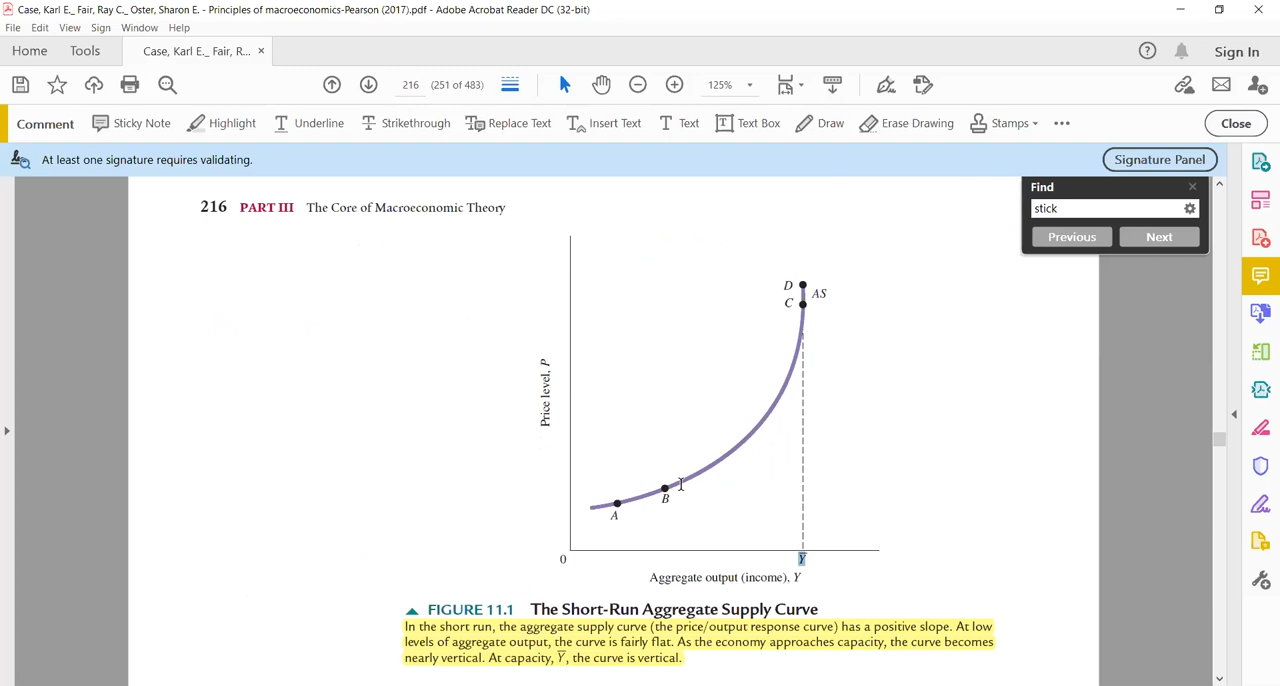 Case, Karl E._ Fair, Ray C._ Oster, Sharon E. - Principles of macroeconomics-Pearson (2017).pdf - Adobe Acrobat Reader DC (32-bit)
File Edit View Sign Window Help
Home Tools Case, Karl E._ Fair, R... × Sign In
216 (251 of 483) 125%
Comment Sticky Note Highlight Underline Strikethrough Replace Text Insert Text Text Text Box Draw Erase Drawing Stamps Close
At least one signature requires validating. Signature Panel
Find
stick
Previous Next
216 PART III The Core of Macroeconomic Theory
D
AS
C
Price level, P
B
A
0
Y̅
Aggregate output (income), Y
FIGURE 11.1 The Short-Run Aggregate Supply Curve
In the short run, the aggregate supply curve (the price/output response curve) has a positive slope. At low
levels of aggregate output, the curve is fairly flat. As the economy approaches capacity, the curve becomes
nearly vertical. At capacity, Y̅, the curve is vertical.